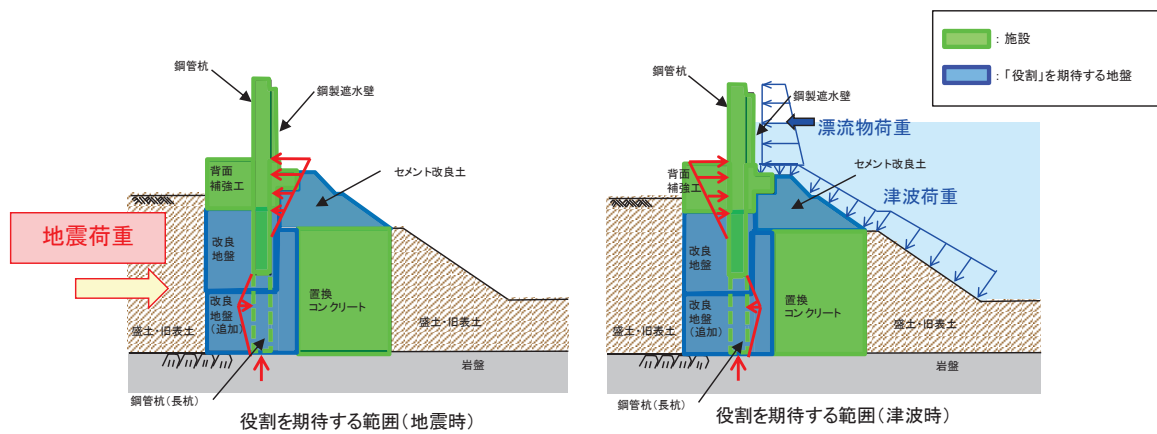 : 施設
: 「役割」を期待する地盤
鋼管杭
鋼製遮水壁
背面
補強工
セメント改良土
地震荷重
改良
地盤
改良
地盤
(追加)
置換
コンクリート
盛土・旧表土
盛土・旧表土
岩盤
鋼管杭(長杭)
役割を期待する範囲(地震時)
鋼管杭
鋼製遮水壁
漂流物荷重
背面
補強工
セメント改良土
津波荷重
改良
地盤
改良
地盤
(追加)
置換
コンクリート
盛土・旧表土
盛土・旧表土
岩盤
鋼管杭(長杭)
役割を期待する範囲(津波時)